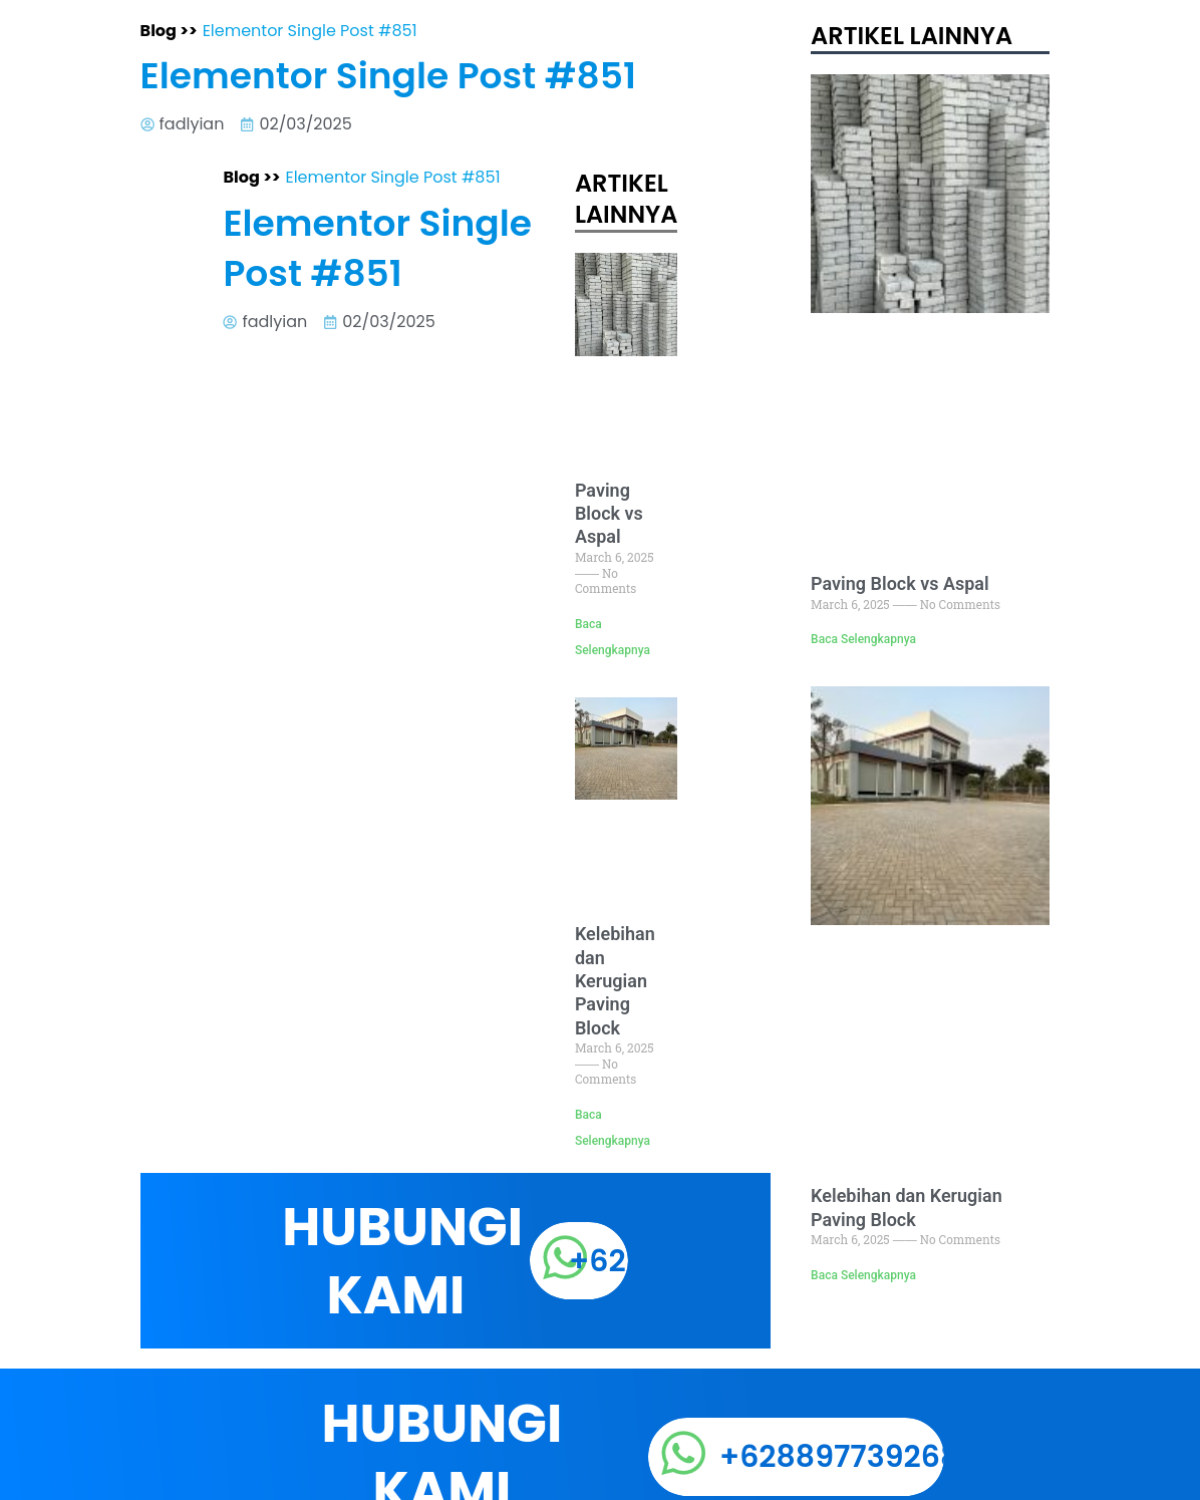 Blog >> Elementor Single Post #851
Elementor Single Post #851
fadlyian 02/03/2025
Blog >> Elementor Single Post #851
Elementor Single
Post #851
fadlyian 02/03/2025
ARTIKEL
LAINNYA
Paving
Block vs
Aspal
March 6, 2025
—— No
Comments
Baca
Selengkapnya
Kelebihan
dan
Kerugian
Paving
Block
March 6, 2025
—— No
Comments
Baca
Selengkapnya
HUBUNGI
KAMI
+62
ARTIKEL LAINNYA
Paving Block vs Aspal
March 6, 2025 —— No Comments
Baca Selengkapnya
Kelebihan dan Kerugian
Paving Block
March 6, 2025 —— No Comments
Baca Selengkapnya
HUBUNGI
KAMI
+62889773926